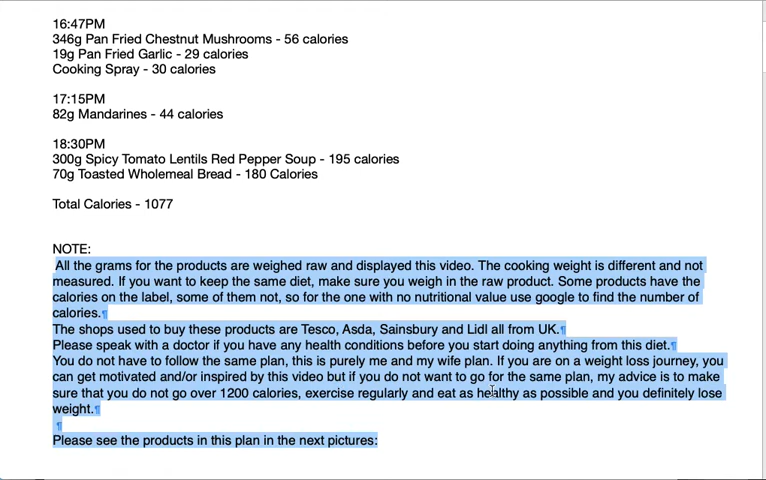 16:47PM
346g Pan Fried Chestnut Mushrooms - 56 calories
19g Pan Fried Garlic - 29 calories
Cooking Spray - 30 calories
17:15PM
82g Mandarines - 44 calories
18:30PM
300g Spicy Tomato Lentils Red Pepper Soup - 195 calories
70g Toasted Wholemeal Bread - 180 Calories
Total Calories - 1077
NOTE:
All the grams for the products are weighed raw and displayed this video. The cooking weight is different and not
measured. If you want to keep the same diet, make sure you weigh in the raw product. Some products have the
calories on the label, some of them not, so for the one with no nutritional value use google to find the number of
calories.¶
The shops used to buy these products are Tesco, Asda, Sainsbury and Lidl all from UK.¶
Please speak with a doctor if you have any health conditions before you start doing anything from this diet.¶
You do not have to follow the same plan, this is purely me and my wife plan. If you are on a weight loss journey, you
can get motivated and/or inspired by this video but if you do not want to go for the same plan, my advice is to make
sure that you do not go over 1200 calories, exercise regularly and eat as healthy as possible and you definitely lose
weight.¶
¶
Please see the products in this plan in the next pictures: